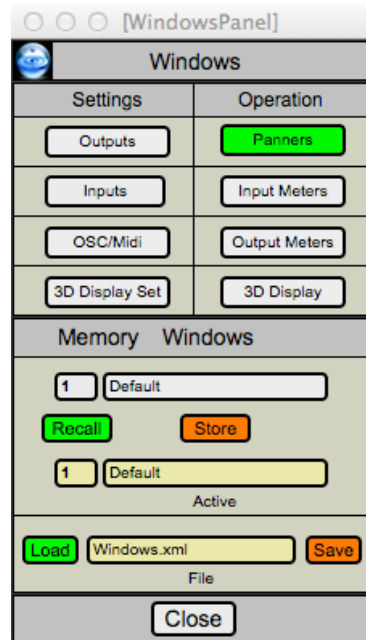 [WindowsPanel]
Windows
Settings Operation
Outputs Panners
Inputs Input Meters
OSC/Midi Output Meters
3D Display Set 3D Display
Memory Windows
1 Default
Recall Store
1 Default
Active
Load Windows.xml Save
File
Close